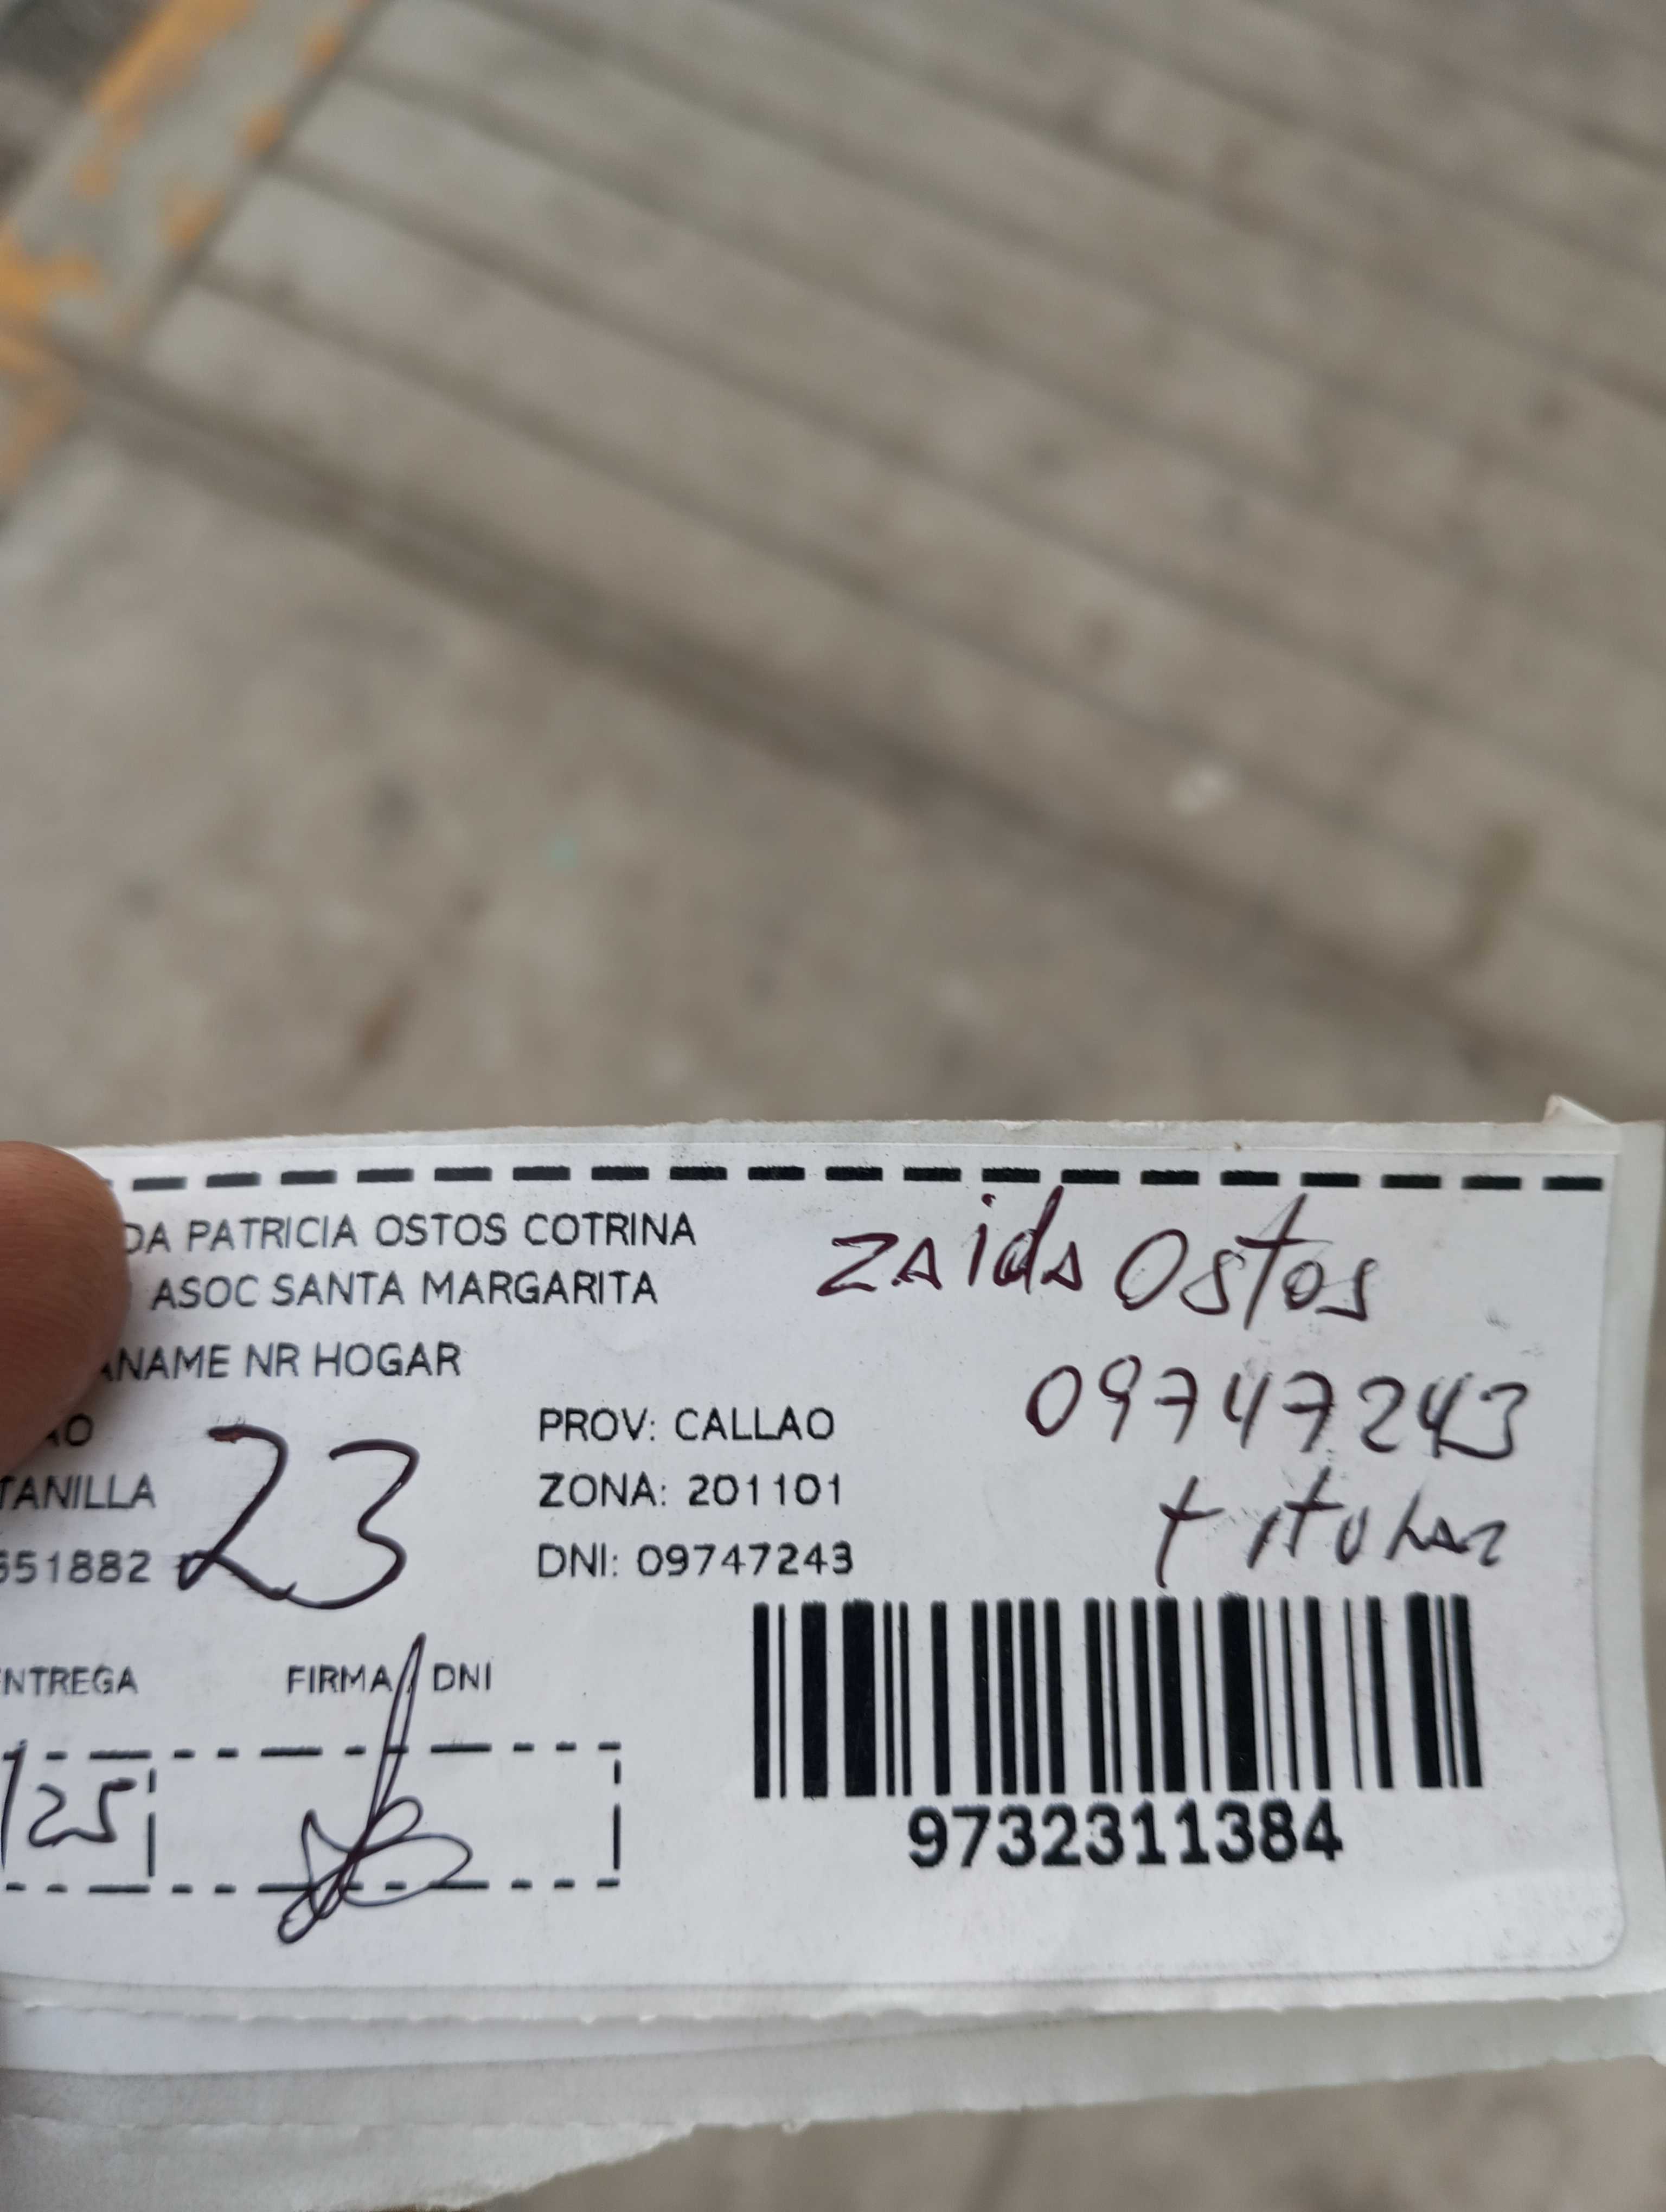 DA PATRICIA OSTOS COTRINA
zaida Ostos
ASOC SANTA MARGARITA
ANAME NR HOGAR
09747243
AO
23
PROV: CALLAO
TANILLA
ZONA: 201101
titular
651882
DNI: 09747243
ENTREGA
FIRMA / DNI
/25
9732311384